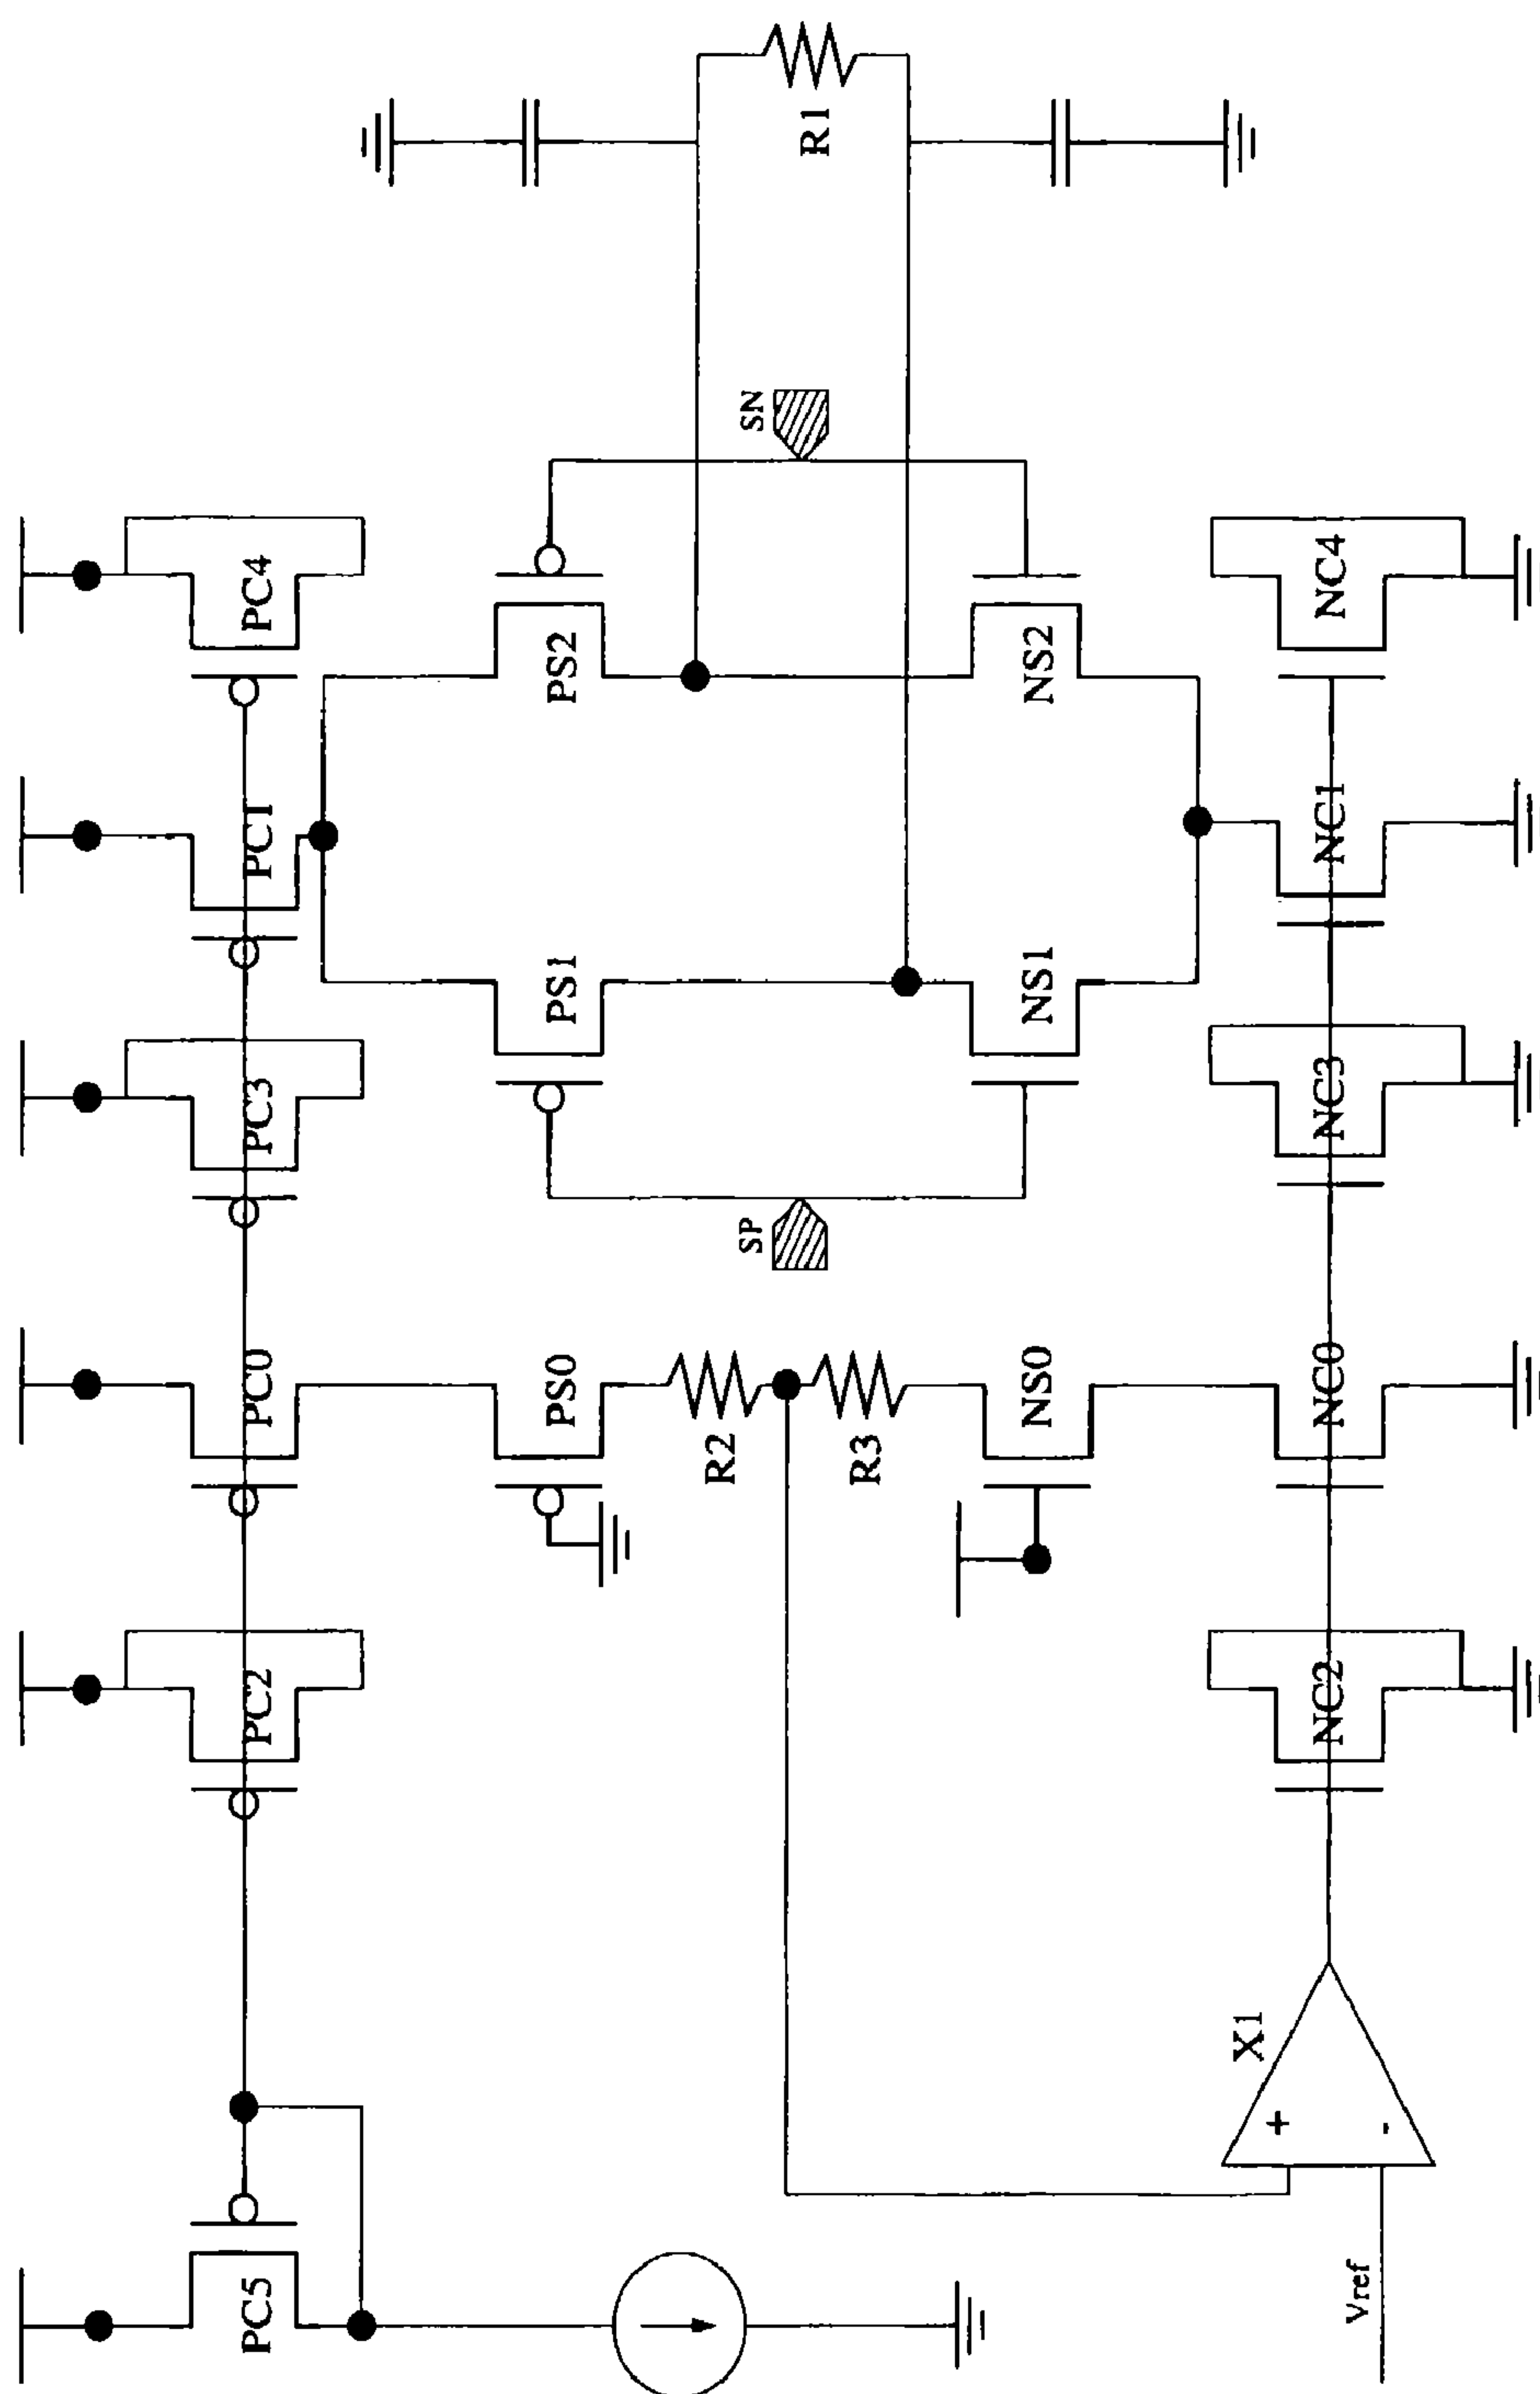 PC5
PC2
PC0
PC3
PC1
PC4
PS0
PS1
PS2
R2
SP
SN
R1
R3
NS0
NS1
NS2
X1
+
-
NC2
NC0
NC3
NC1
NC4
Vref